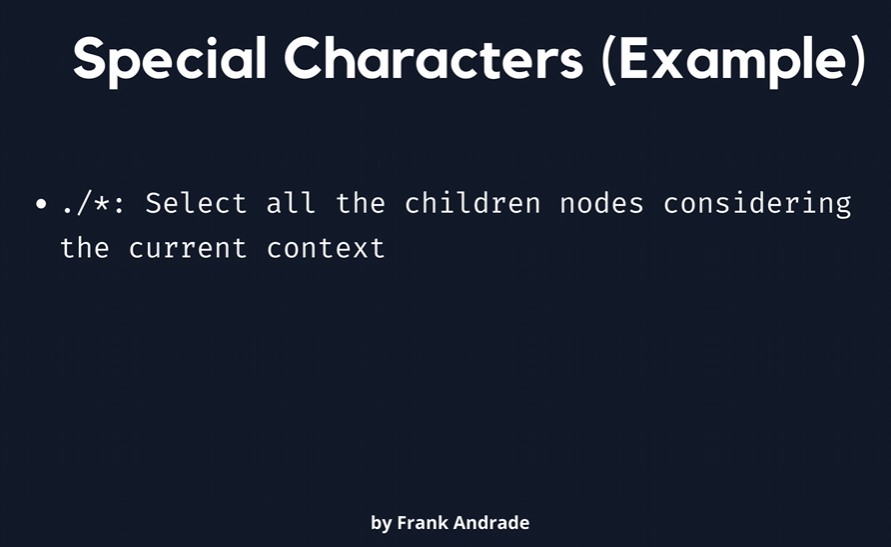 Special Characters (Example)
• ./*: Select all the children nodes considering
the current context
by Frank Andrade